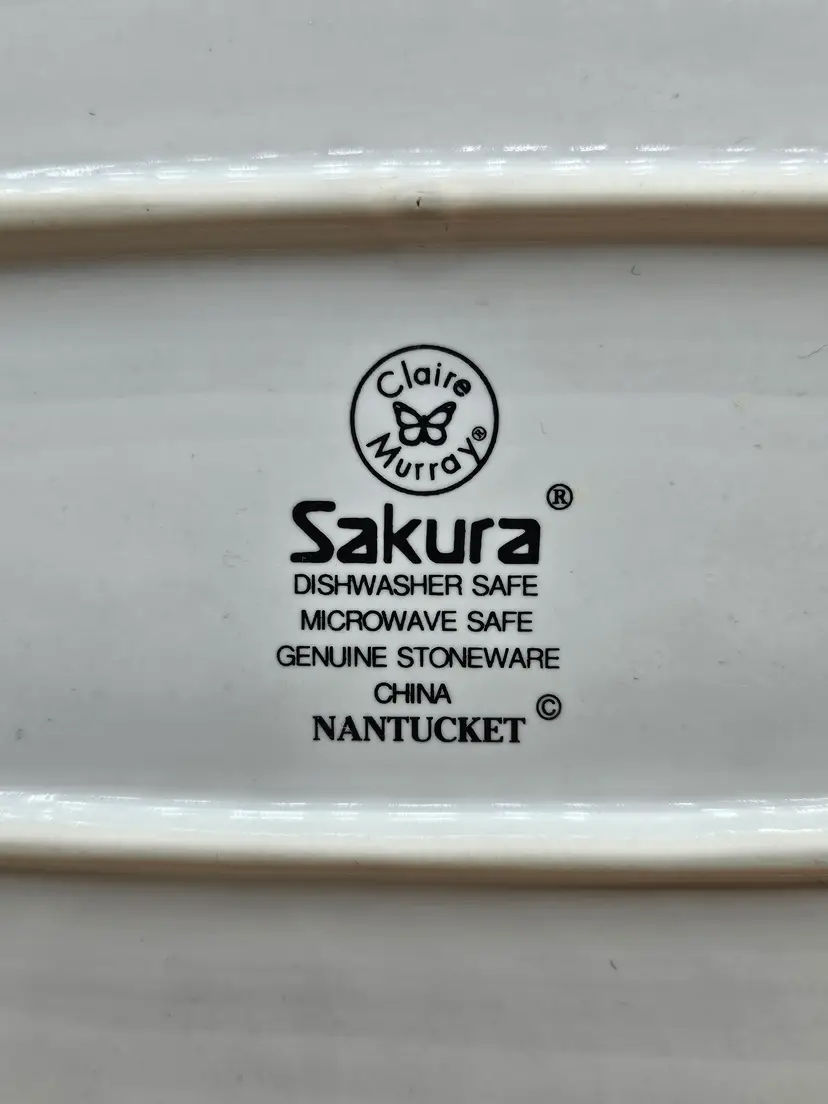 Claire
Murray®
Sakura®
DISHWASHER SAFE
MICROWAVE SAFE
GENUINE STONEWARE
CHINA
NANTUCKET©